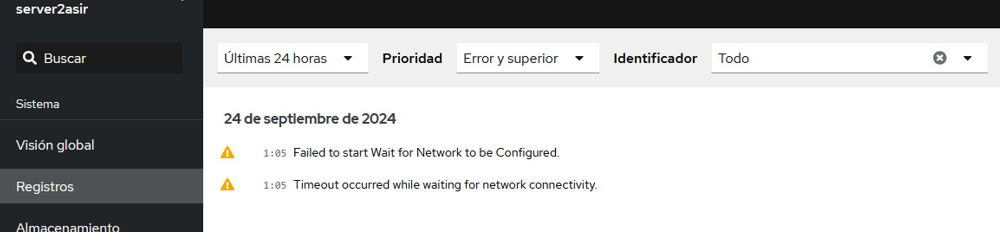 server2asir
Buscar
Últimas 24 horas Prioridad Error y superior Identificador Todo
Sistema
Visión global
Registros
Almacenamiento
24 de septiembre de 2024
1:05 Failed to start Wait for Network to be Configured.
1:05 Timeout occurred while waiting for network connectivity.